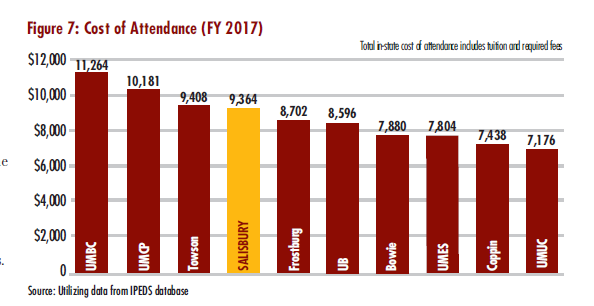 Figure 7: Cost of Attendance (FY 2017)
Total in-state cost of attendance includes tuition and required fees
$12,000
$10,000
$8,000
$6,000
$4,000
$2,000
0
11,264
10,181
9,408
9,364
8,702
8,596
7,880
7,804
7,438
7,176
UMBC
UMCP
Towson
SALISBURY
Frostburg
UB
Bowie
UMES
Coppin
UMUC
Source: Utilizing data from IPEDS database